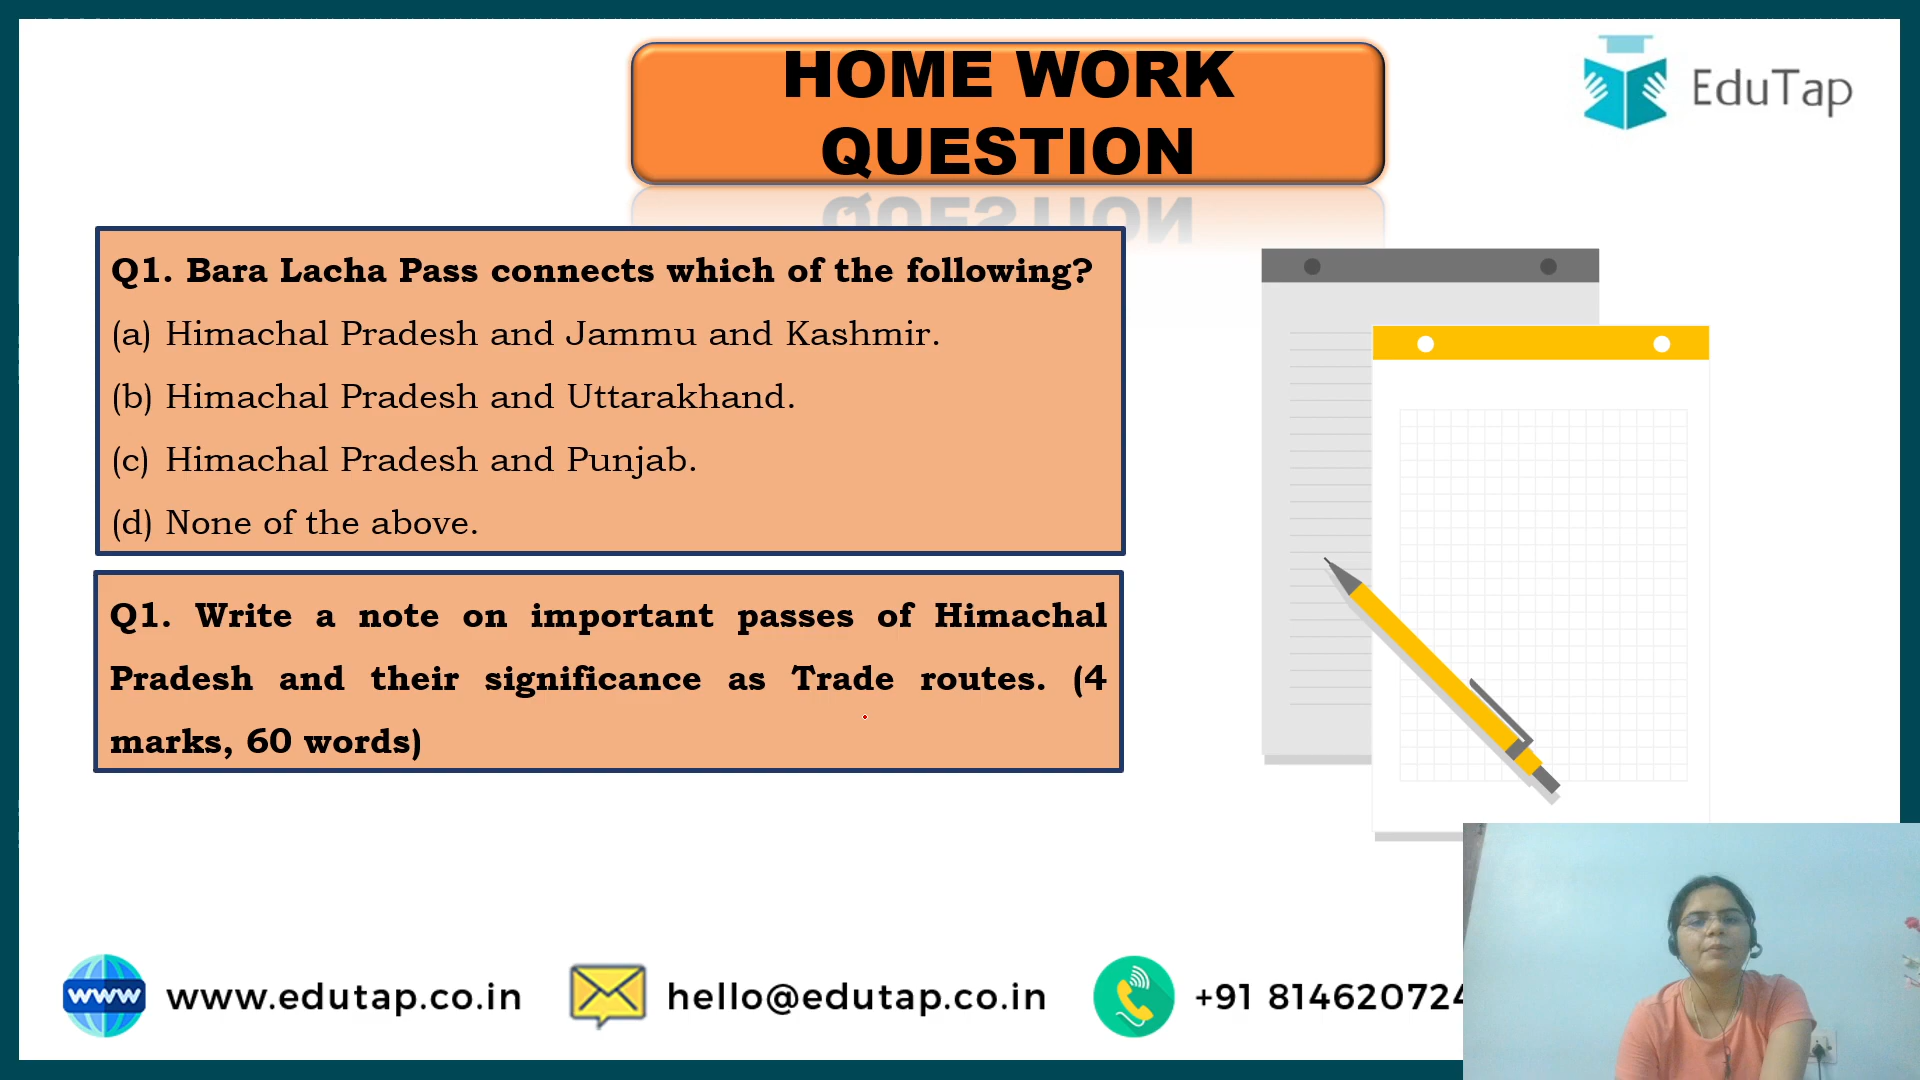 HOME WORK
QUESTION
EduTap
Q1. Bara Lacha Pass connects which of the following?
(a) Himachal Pradesh and Jammu and Kashmir.
(b) Himachal Pradesh and Uttarakhand.
(c) Himachal Pradesh and Punjab.
(d) None of the above.
Q1. Write a note on important passes of Himachal
Pradesh and their significance as Trade routes. (4
marks, 60 words)
www www.edutap.co.in hello@edutap.co.in +91 814620724